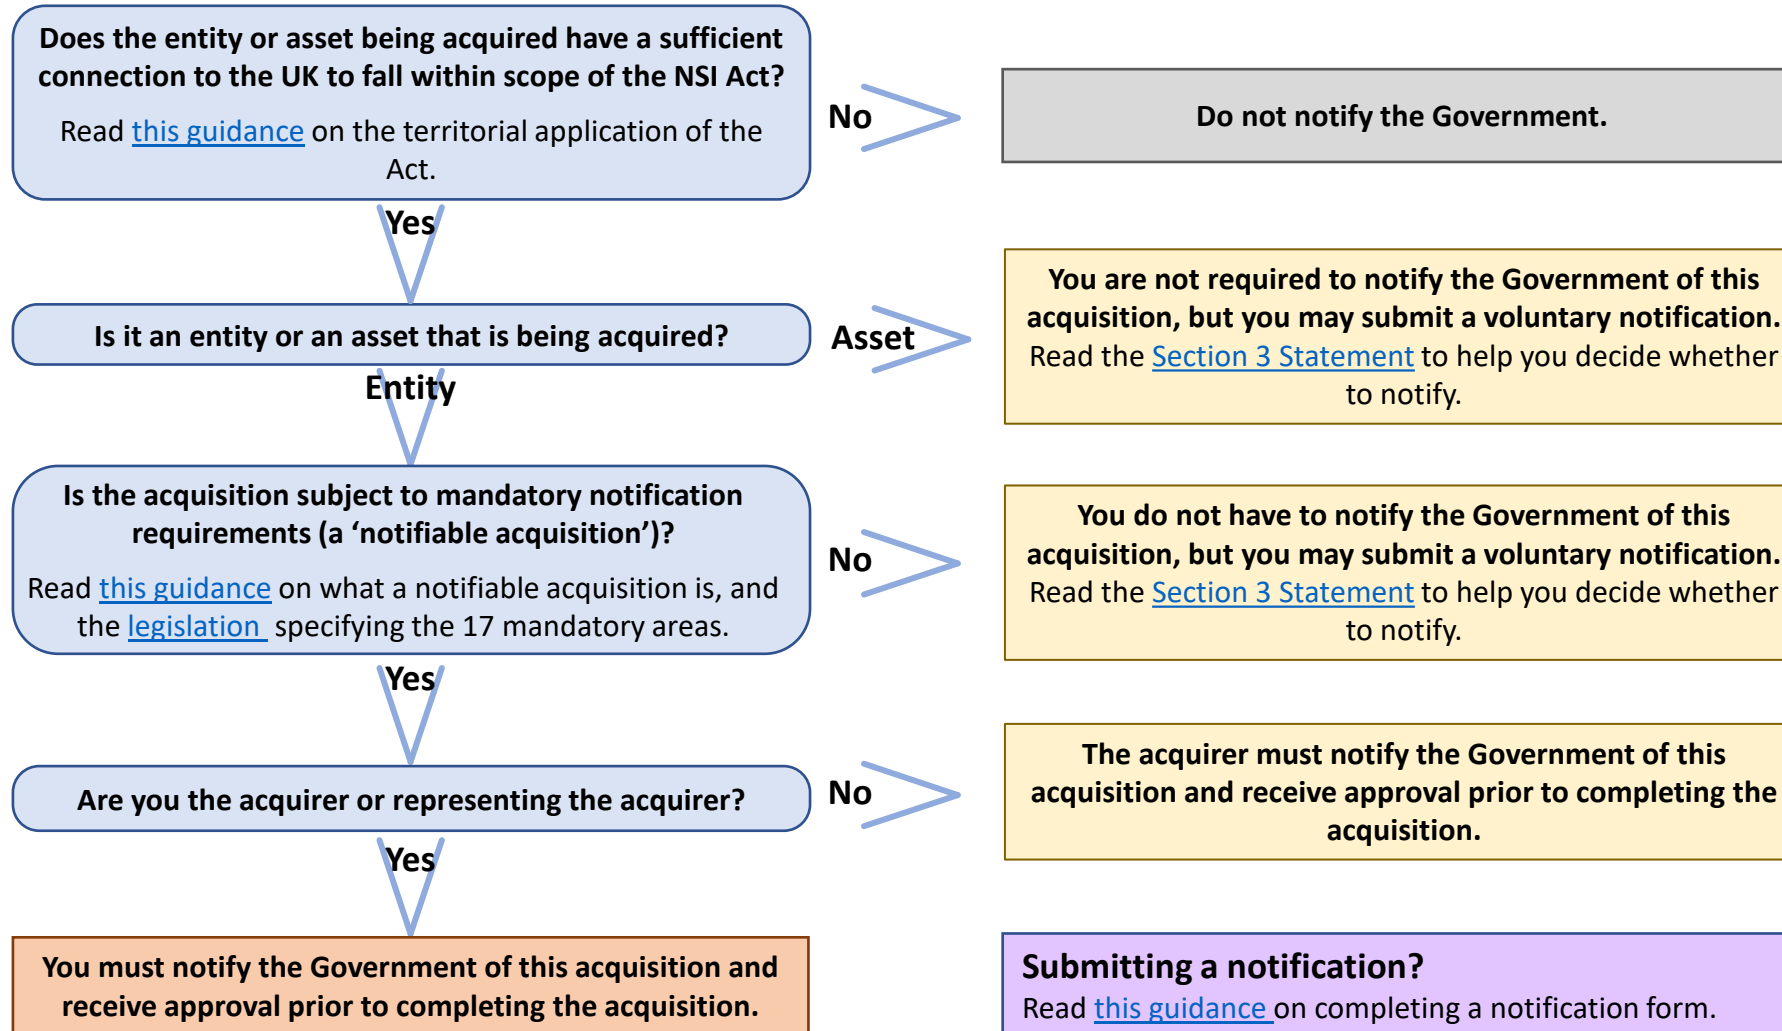 Does the entity or asset being acquired have a sufficient
connection to the UK to fall within scope of the NSI Act?
Read this guidance on the territorial application of the
Act.
No
Do not notify the Government.
Yes
Is it an entity or an asset that is being acquired?
Asset
You are not required to notify the Government of this
acquisition, but you may submit a voluntary notification.
Read the Section 3 Statement to help you decide whether
to notify.
Entity
Is the acquisition subject to mandatory notification
requirements (a ‘notifiable acquisition’)?
Read this guidance on what a notifiable acquisition is, and
the legislation specifying the 17 mandatory areas.
No
You do not have to notify the Government of this
acquisition, but you may submit a voluntary notification.
Read the Section 3 Statement to help you decide whether
to notify.
Yes
Are you the acquirer or representing the acquirer?
No
The acquirer must notify the Government of this
acquisition and receive approval prior to completing the
acquisition.
Yes
You must notify the Government of this acquisition and
receive approval prior to completing the acquisition.
Submitting a notification?
Read this guidance on completing a notification form.